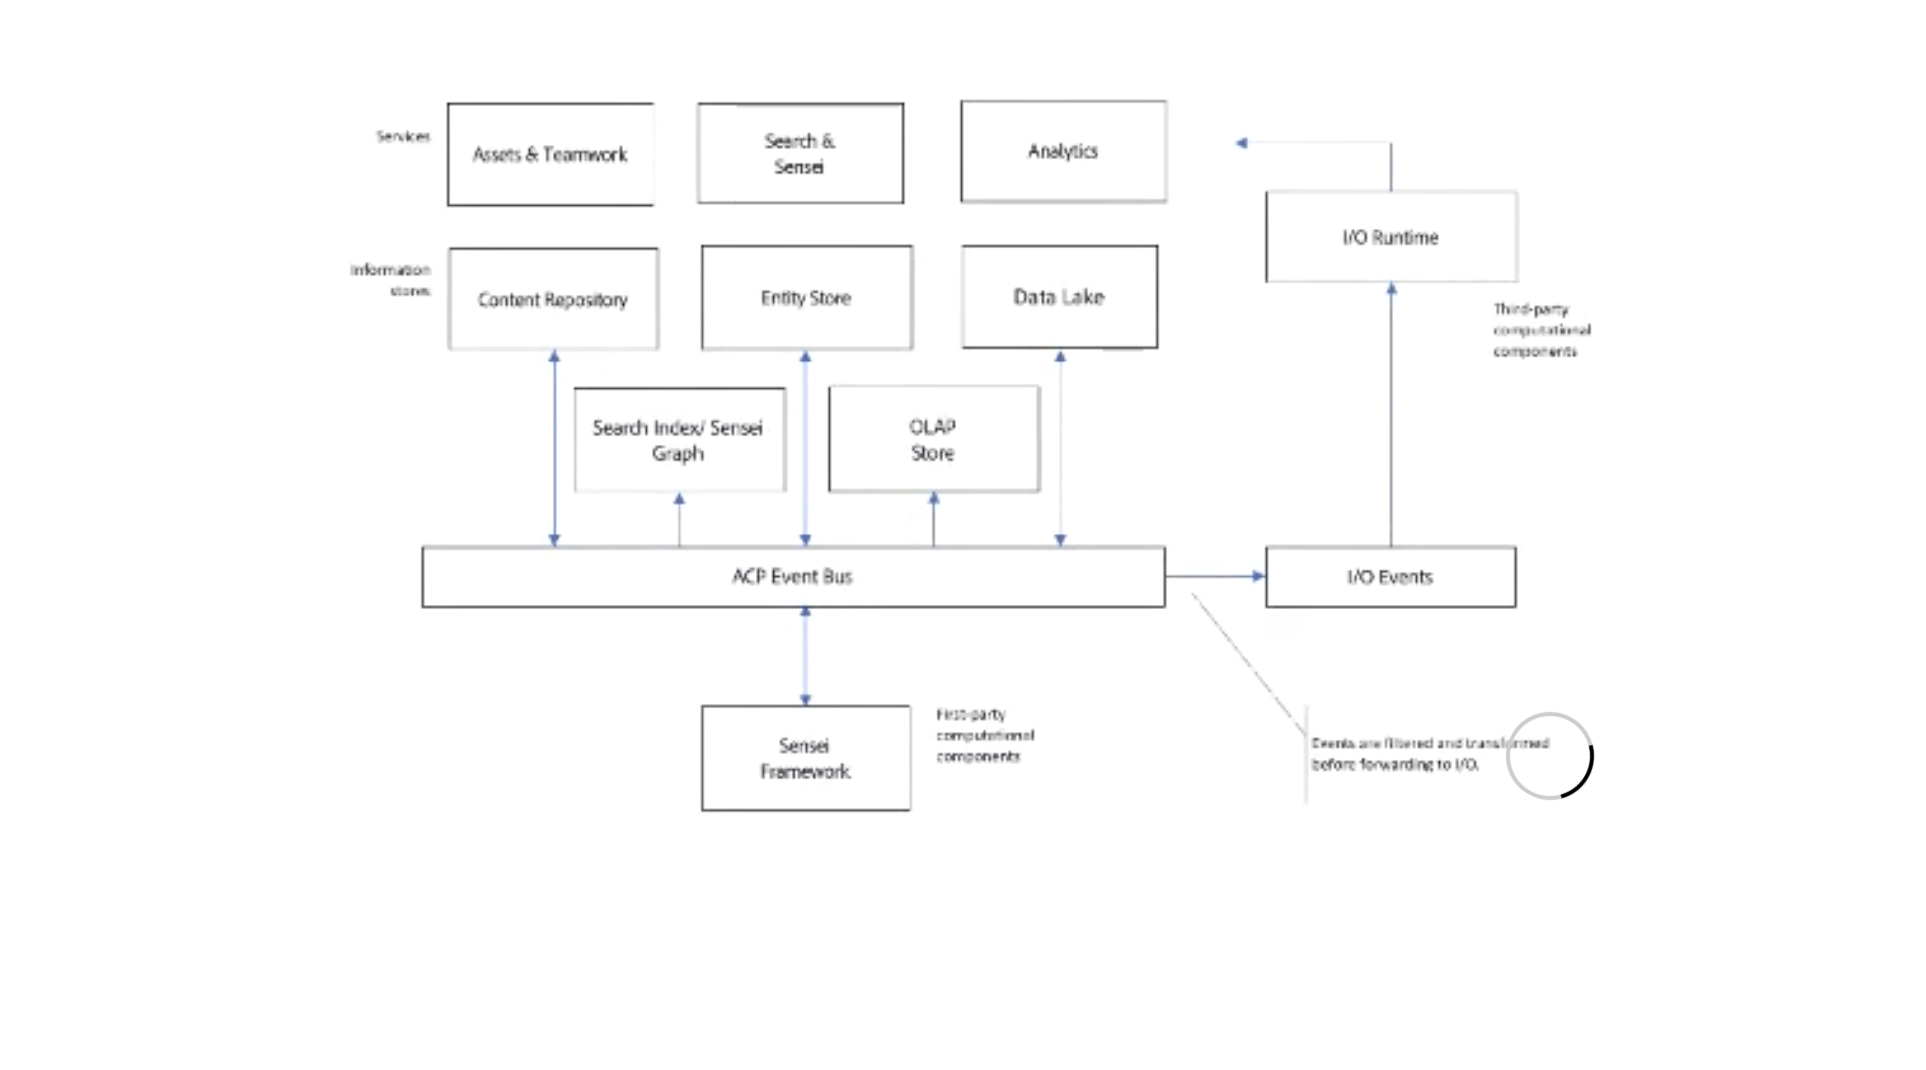 Services
Assets & Teamwork
Search &
Sensei
Analytics
I/O Runtime
Information
stores
Content Repository
Entity Store
Data Lake
Third-party
computational
components
Search Index/ Sensei
Graph
OLAP
Store
ACP Event Bus
I/O Events
Sensei
Framework
First-party
computational
components
Events are filtered and transformed
before forwarding to I/O.